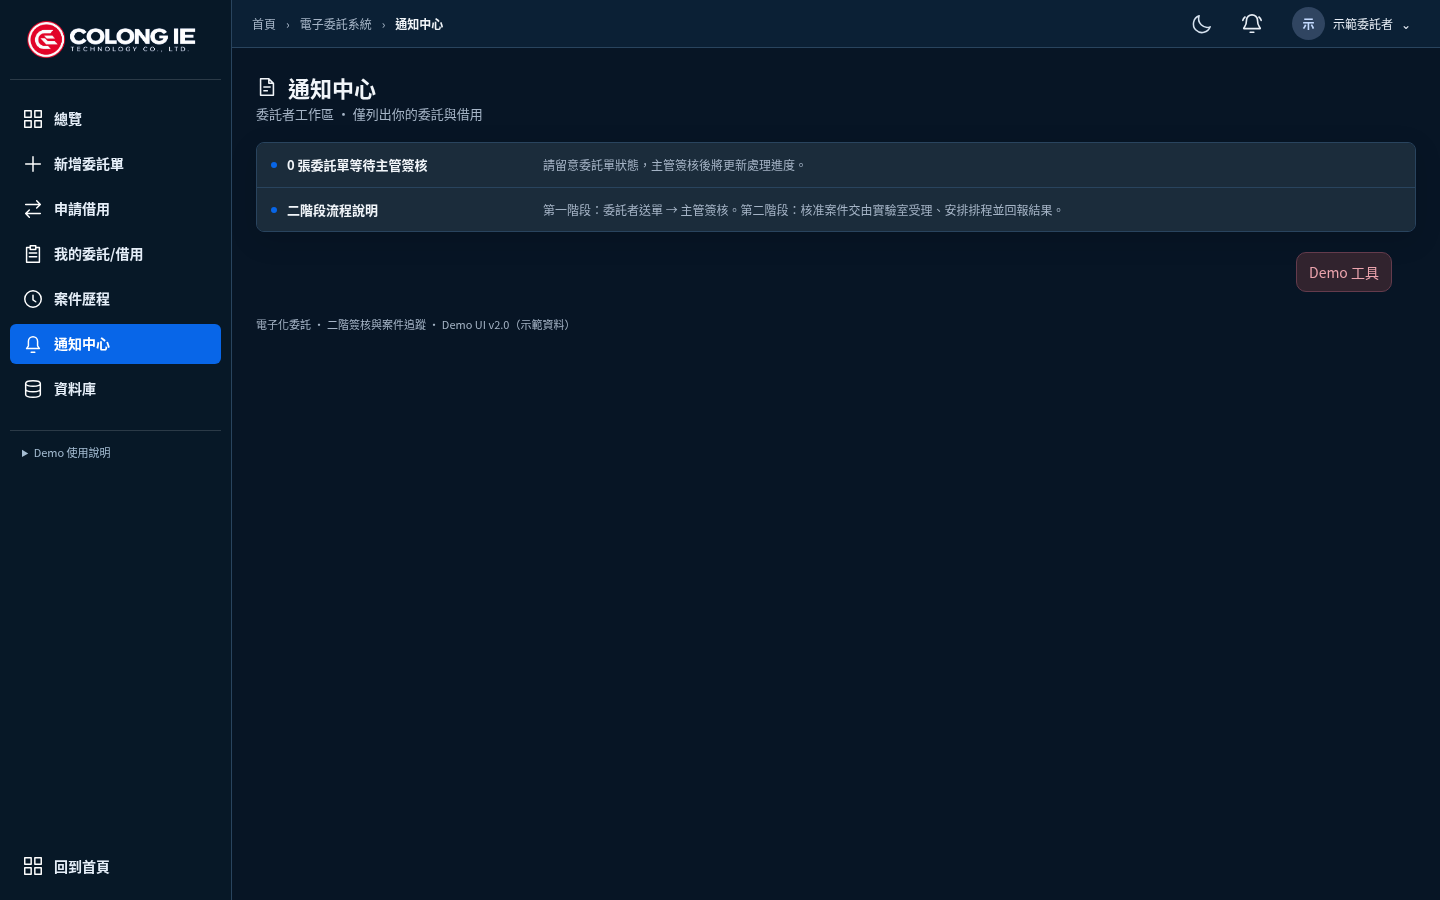 COLONG IE
TECHNOLOGY CO., LTD.
總覽
新增委託單
申請借用
我的委託/借用
案件歷程
通知中心
資料庫
▶ Demo 使用說明
回到首頁
首頁 › 電子委託系統 › 通知中心
示 示範委託者
通知中心
委託者工作區 • 僅列出你的委託與借用
0 張委託單等待主管簽核 請留意委託單狀態，主管簽核後將更新處理進度。
二階段流程說明 第一階段：委託者送單 → 主管簽核。第二階段：核准案件交由實驗室受理、安排排程並回報結果。
Demo 工具
電子化委託 • 二階簽核與案件追蹤 • Demo UI v2.0（示範資料）